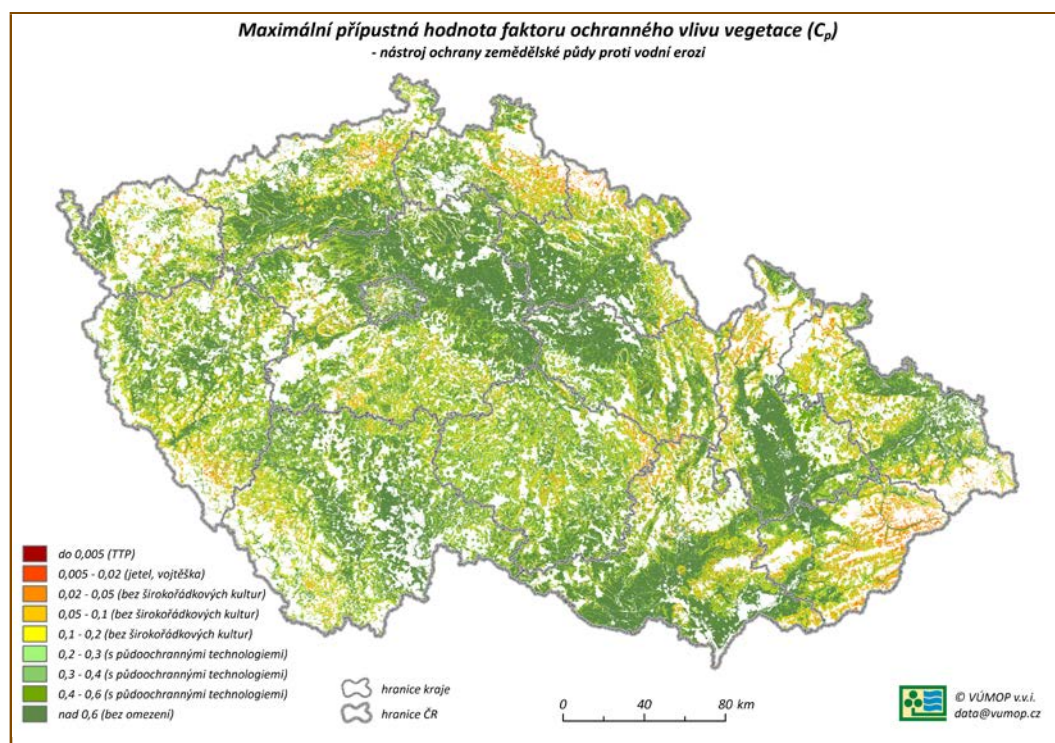 Maximální přípustná hodnota faktoru ochranného vlivu vegetace (Cp)
- nástroj ochrany zemědělské půdy proti vodní erozi
do 0,005 (TTP)
0,005 - 0,02 (jetel, vojtěška)
0,02 - 0,05 (bez širokořádkových kultur)
0,05 - 0,1 (bez širokořádkových kultur)
0,1 - 0,2 (bez širokořádkových kultur)
0,2 - 0,3 (s půdoochrannými technologiemi)
0,3 - 0,4 (s půdoochrannými technologiemi)
0,4 - 0,6 (s půdoochrannými technologiemi)
nad 0,6 (bez omezení)
hranice kraje
hranice ČR
0 40 80 km
© VÚMOP v.v.i.
data@vumop.cz